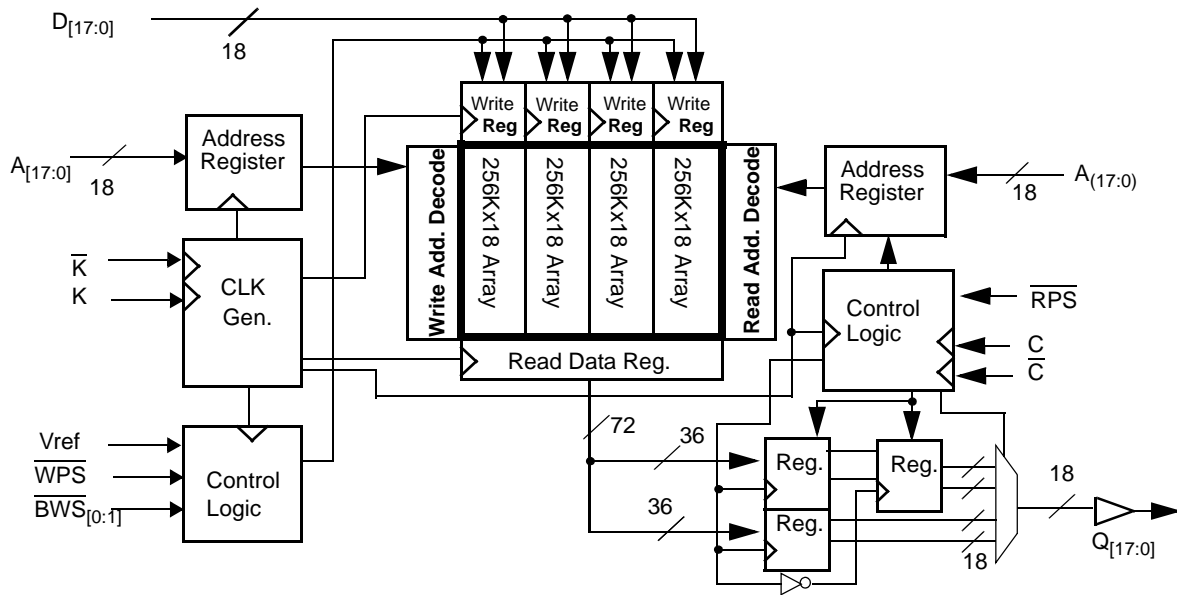 D[17:0]
18
Write Reg
Write Reg
Write Reg
Write Reg
A[17:0]
18
Address
Register
Write Add. Decode
256Kx18 Array
256Kx18 Array
256Kx18 Array
256Kx18 Array
Read Add. Decode
Address
Register
18
A(17:0)
K̅
K
CLK
Gen.
Control
Logic
R̅P̅S̅
C
C̅
Read Data Reg.
72
Vref
W̅P̅S̅
B̅W̅S̅[0:1]
Control
Logic
36
Reg.
Reg.
36
Reg.
18
18
Q[17:0]